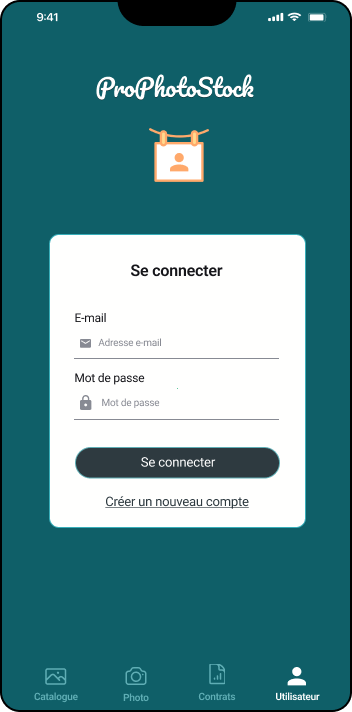 9:41
ProPhotoStock
Se connecter
E-mail
Adresse e-mail
Mot de passe
Mot de passe
Se connecter
Créer un nouveau compte
Catalogue
Photo
Contrats
Utilisateur